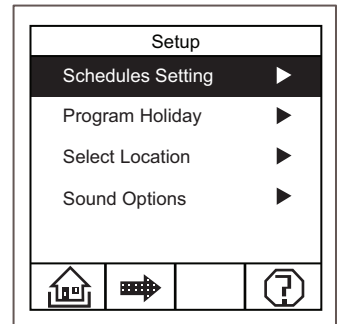 Setup
Schedules Setting
Program Holiday
Select Location
Sound Options
?